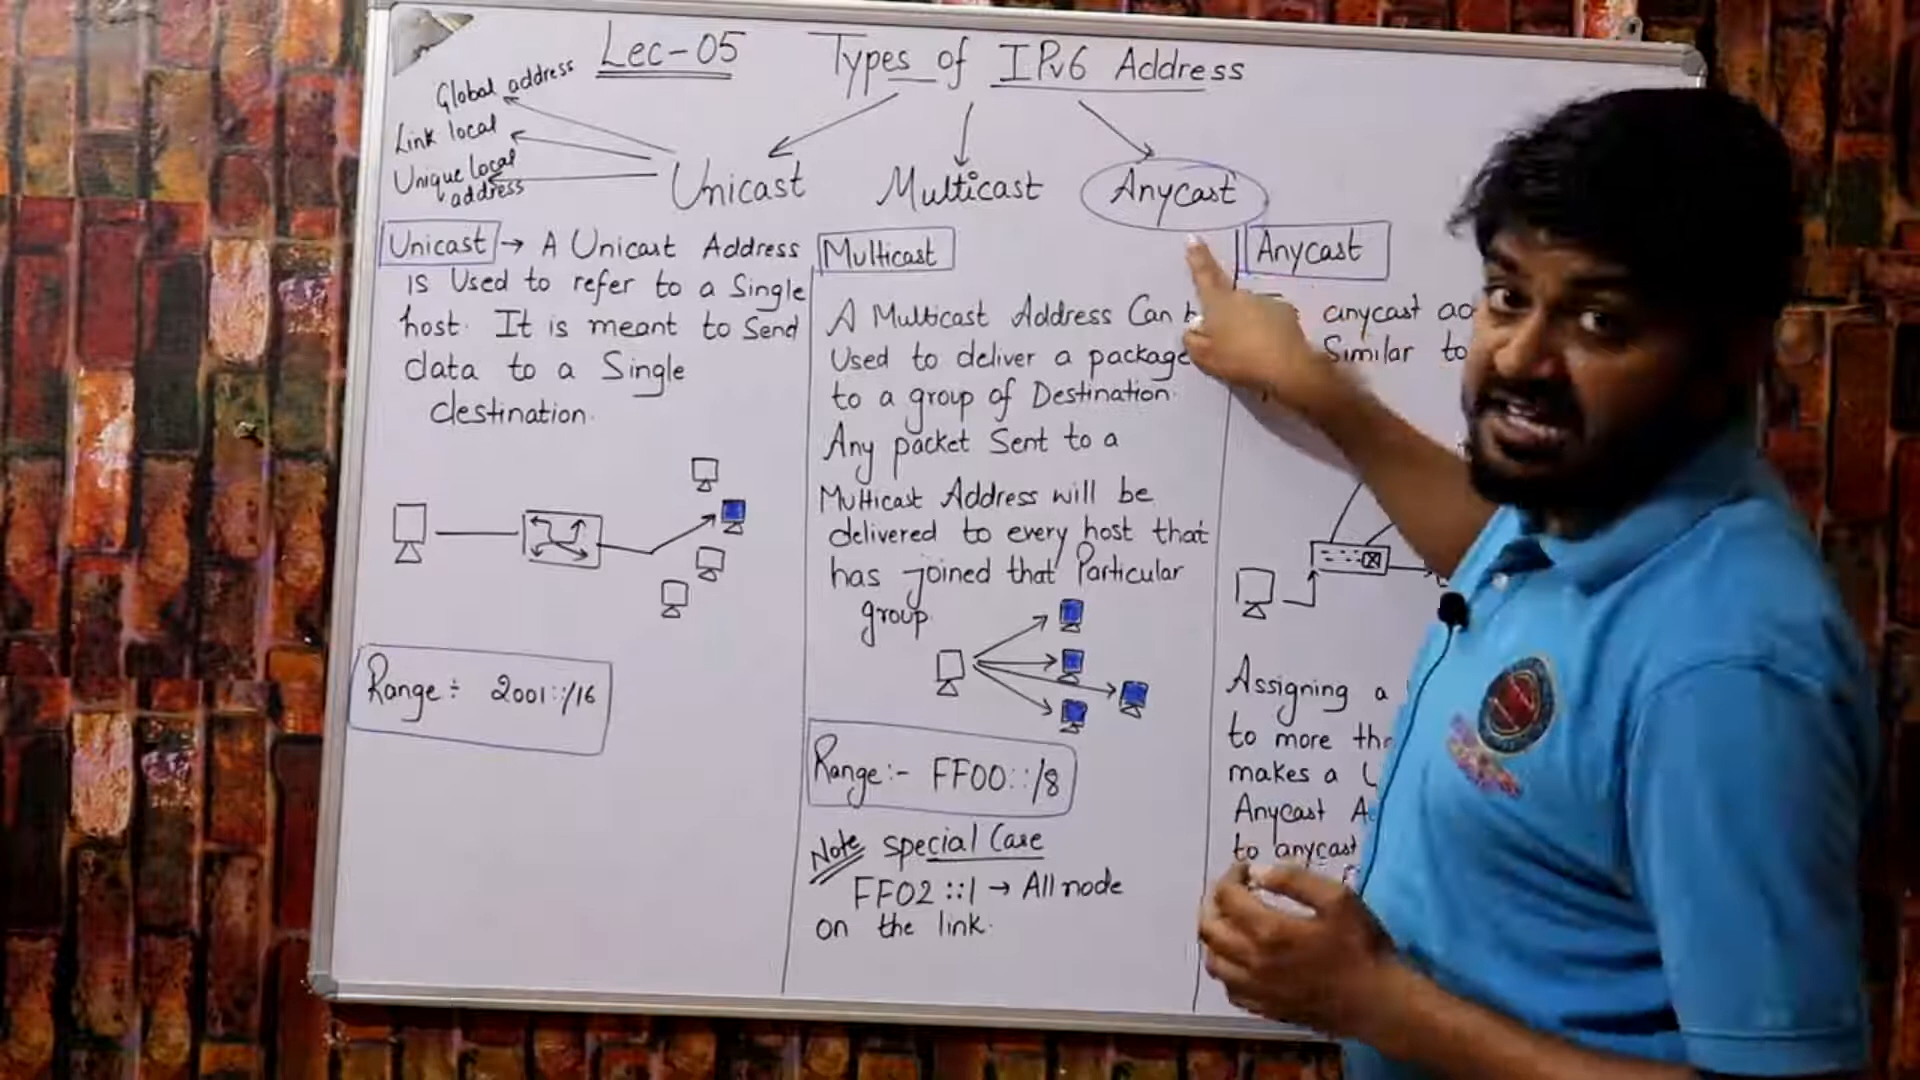 Lec-05 Types of IPv6 Address
Global address
Link local
Unique local
address
Unicast Multicast Anycast
Unicast → A Unicast Address
is Used to refer to a Single
host. It is meant to Send
data to a Single
destination.
Range ÷ 2001::/16
Multicast
A Multicast Address Can
Used to deliver a package
to a group of Destination.
Any packet Sent to a
Multicast Address will be
delivered to every host that
has joined that Particular
group.
Range:- FF00::/8
Note special Case
FF02::1 → All node
on the link.
Anycast
anycast
Similar to
Assigning a
to more
makes a
Anycast
to anycast